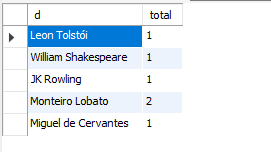 d total
Leon Tolstói 1
William Shakespeare 1
JK Rowling 1
Monteiro Lobato 2
Miguel de Cervantes 1